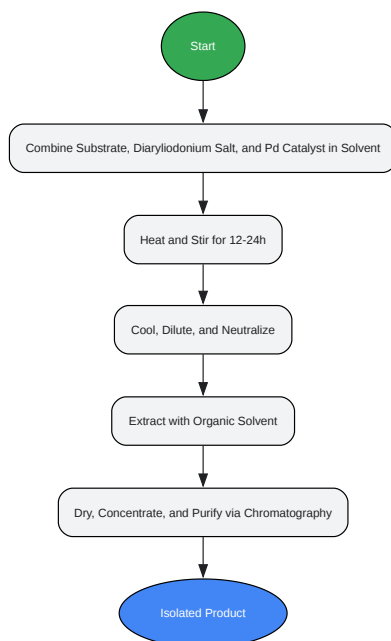 Start
Combine Substrate, Diaryliodonium Salt, and Pd Catalyst in Solvent
Heat and Stir for 12-24h
Cool, Dilute, and Neutralize
Extract with Organic Solvent
Dry, Concentrate, and Purify via Chromatography
Isolated Product